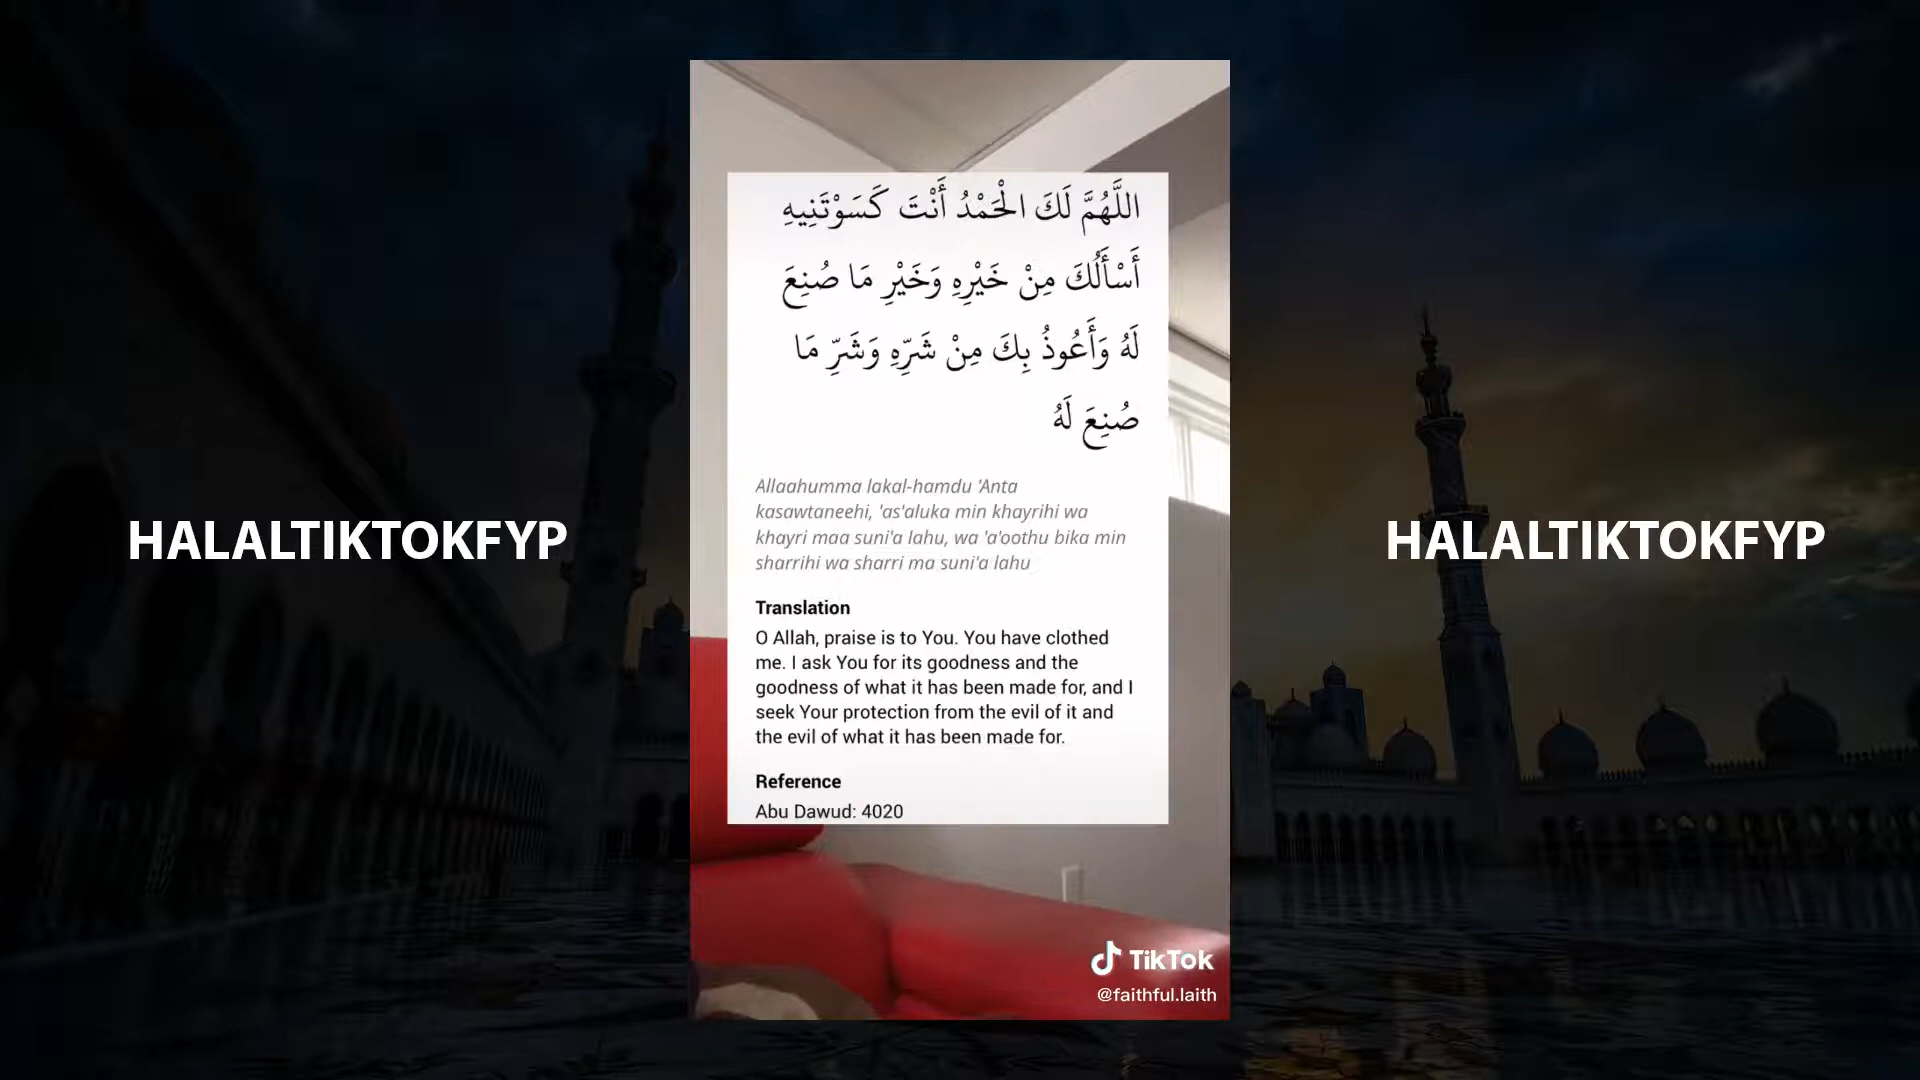 اللَّهُمَّ لَكَ الْحَمْدُ أَنْتَ كَسَوْتَنِيهِ
أَسْأَلُكَ مِنْ خَيْرِهِ وَخَيْرِ مَا صُنِعَ
لَهُ وَأَعُوذُ بِكَ مِنْ شَرِّهِ وَشَرِّ مَا
صُنِعَ لَهُ
Allaahumma lakal-hamdu 'Anta
kasawtaneehi, 'as'aluka min khayrihi wa
khayri maa suni'a lahu, wa 'a'oothu bika min
sharrihi wa sharri ma suni'a lahu
Translation
O Allah, praise is to You. You have clothed
me. I ask You for its goodness and the
goodness of what it has been made for, and I
seek Your protection from the evil of it and
the evil of what it has been made for.
Reference
Abu Dawud: 4020
HALALTIKTOKFYP
HALALTIKTOKFYP
TikTok
@faithful.laith